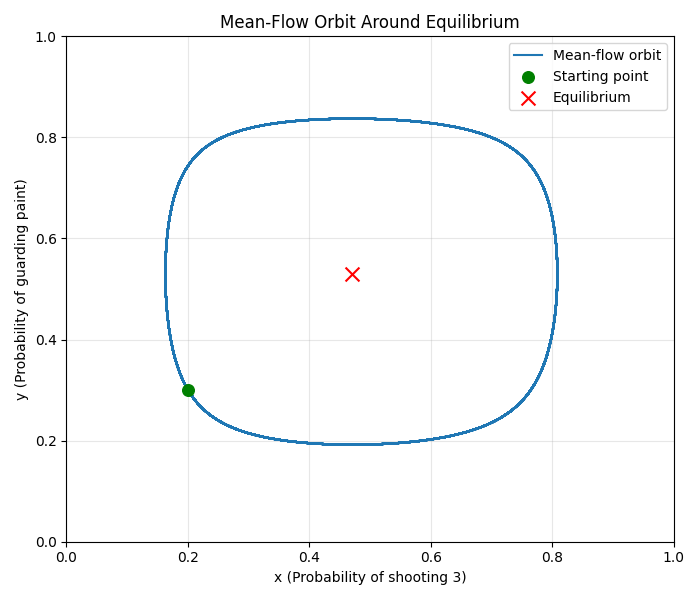 Mean-Flow Orbit Around Equilibrium
Mean-flow orbit
Starting point
Equilibrium
y (Probability of guarding paint)
1.0
0.8
0.6
0.4
0.2
0.0
0.0 0.2 0.4 0.6 0.8 1.0
x (Probability of shooting 3)